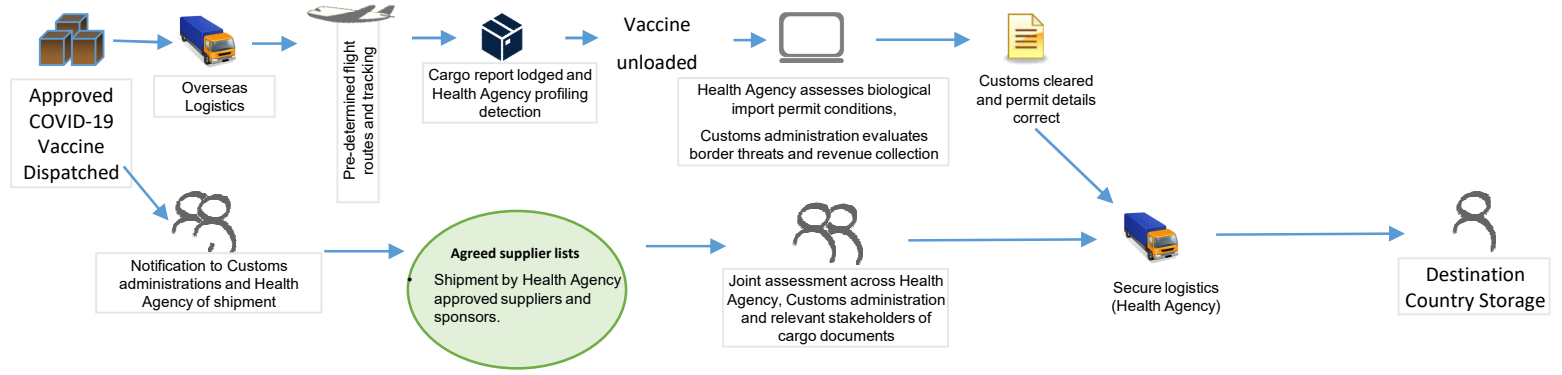 Approved
COVID-19
Vaccine
Dispatched
Overseas
Logistics
Pre-determined flight
routes and tracking
Cargo report lodged and
Health Agency profiling
detection
Vaccine
unloaded
Health Agency assesses biological
import permit conditions,
Customs administration evaluates
border threats and revenue collection
Customs cleared
and permit details
correct
Notification to Customs
administrations and Health
Agency of shipment
Agreed supplier lists
• Shipment by Health Agency
approved suppliers and
sponsors.
Joint assessment across Health
Agency, Customs administration
and relevant stakeholders of
cargo documents
Secure logistics
(Health Agency)
Destination
Country Storage